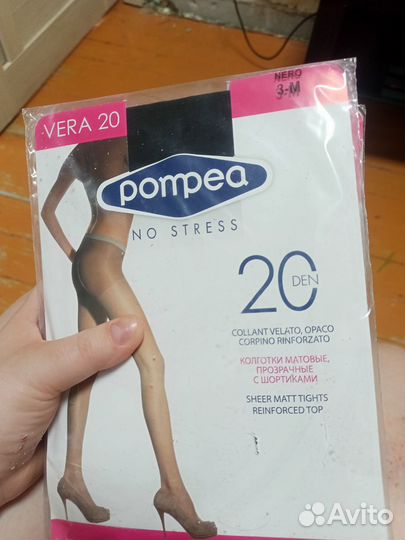 VERA 20
NERO
3-M
pompea
NO STRESS
20 DEN
COLLANT VELATO, OPACO
CORPINO RINFORZATO
КОЛГОТКИ МАТОВЫЕ,
ПРОЗРАЧНЫЕ
С ШОРТИКАМИ
SHEER MATT TIGHTS
REINFORCED TOP
Avito